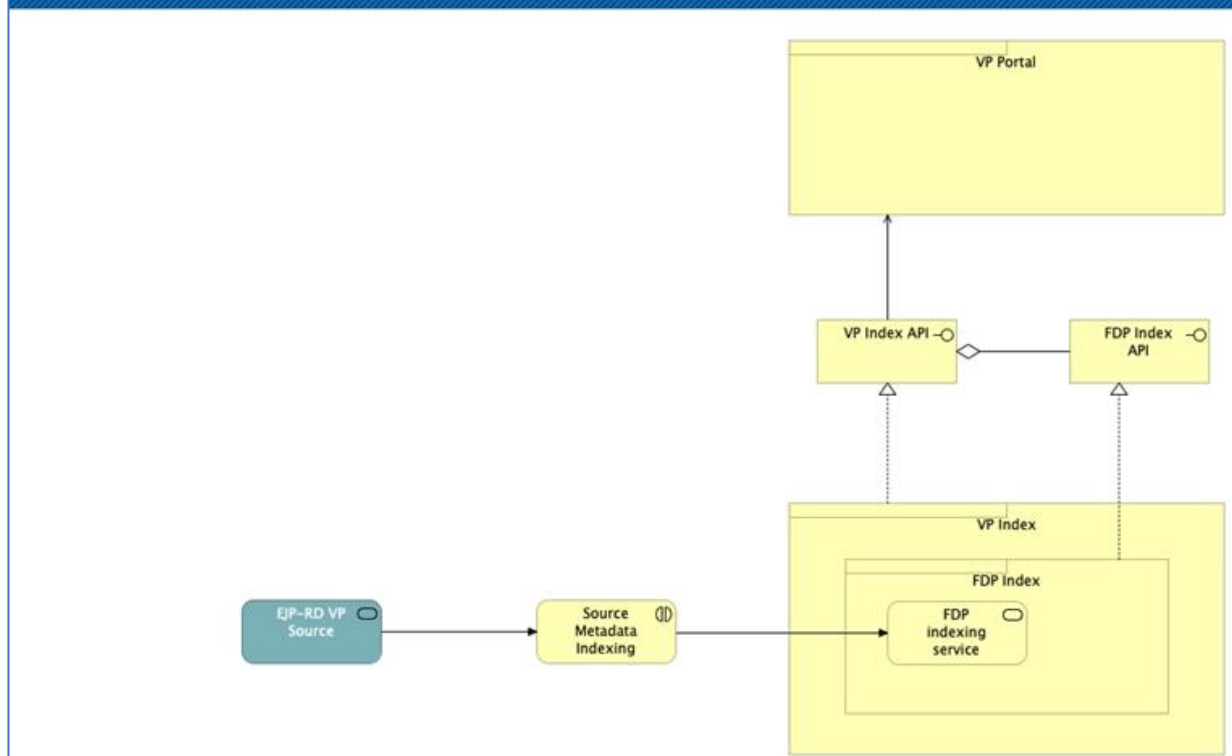 VP Portal
VP Index API
FDP Index
API
VP Index
FDP Index
EJP-RD VP
Source
Source
Metadata
Indexing
FDP
indexing
service